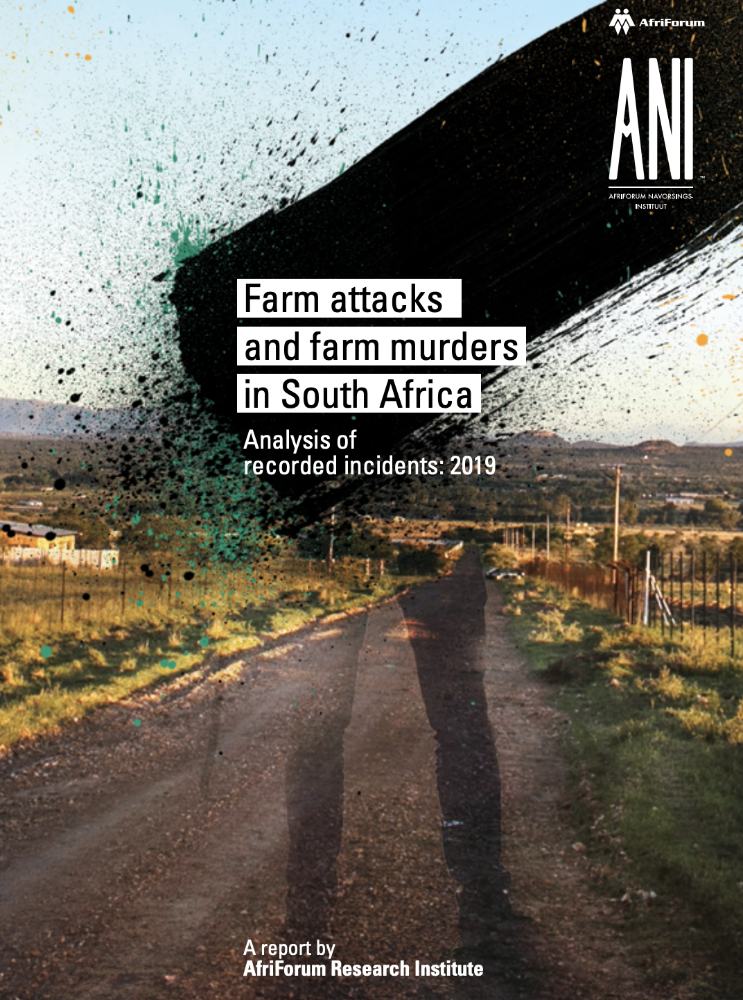 AfriForum
ANI
TM
AFRIFORUM NAVORSINGS-
INSTITUUT
Farm attacks
and farm murders
in South Africa
Analysis of
recorded incidents: 2019
A report by
AfriForum Research Institute